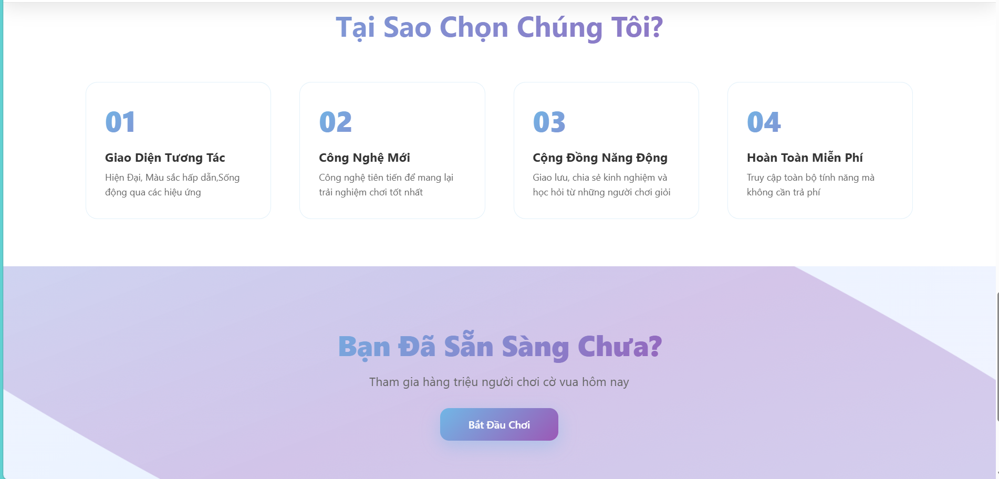 Tại Sao Chọn Chúng Tôi?
01
Giao Diện Tương Tác
Hiện Đại, Màu sắc hấp dẫn,Sống
động qua các hiệu ứng
02
Công Nghệ Mới
Công nghệ tiên tiến để mang lại
trải nghiệm chơi tốt nhất
03
Cộng Đồng Năng Động
Giao lưu, chia sẻ kinh nghiệm và
học hỏi từ những người chơi giỏi
04
Hoàn Toàn Miễn Phí
Truy cập toàn bộ tính năng mà
không cần trả phí
Bạn Đã Sẵn Sàng Chưa?
Tham gia hàng triệu người chơi cờ vua hôm nay
Bắt Đầu Chơi